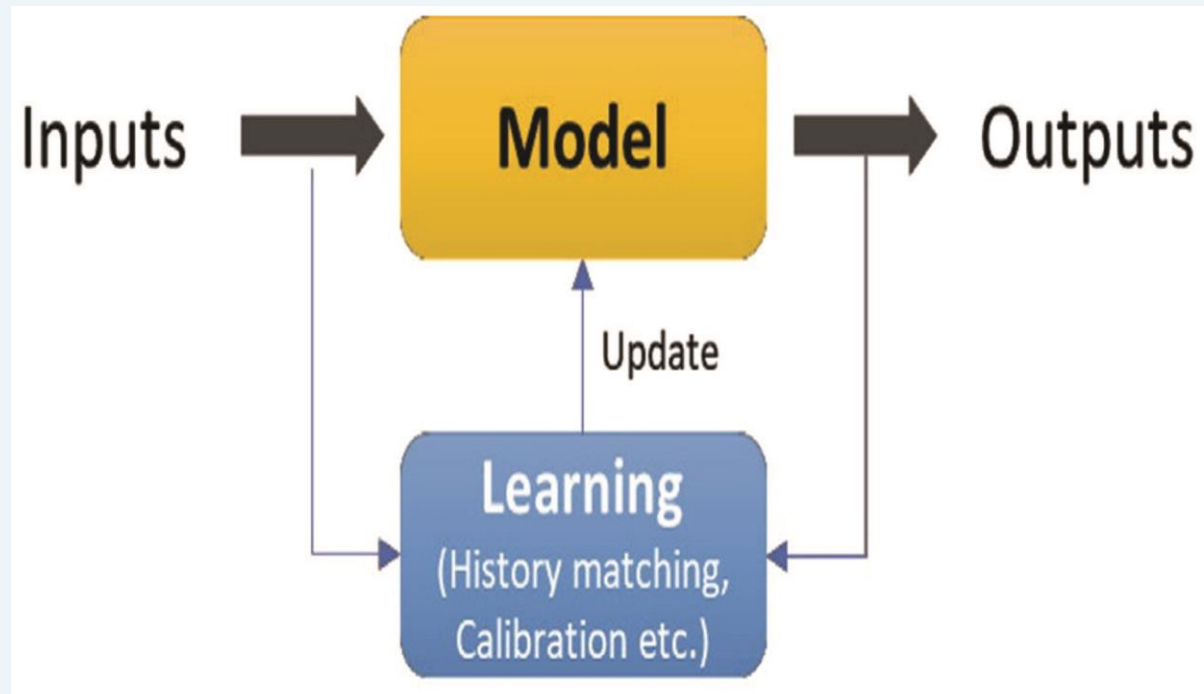 Inputs
Model
Outputs
Update
Learning
(History matching,
Calibration etc.)